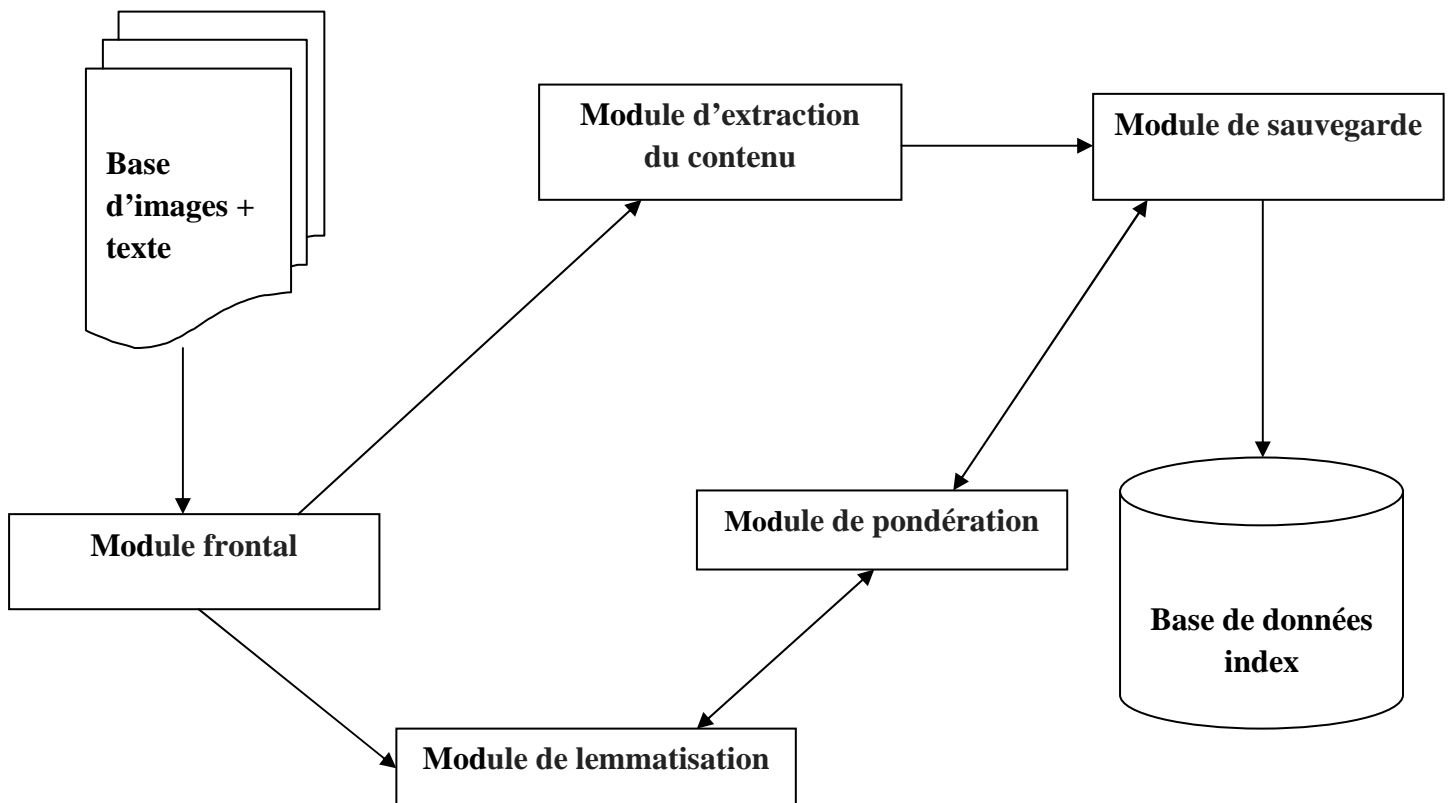 Base
d’images +
texte
Module d’extraction
du contenu
Module de sauvegarde
Module frontal
Module de pondération
Base de données
index
Module de lemmatisation